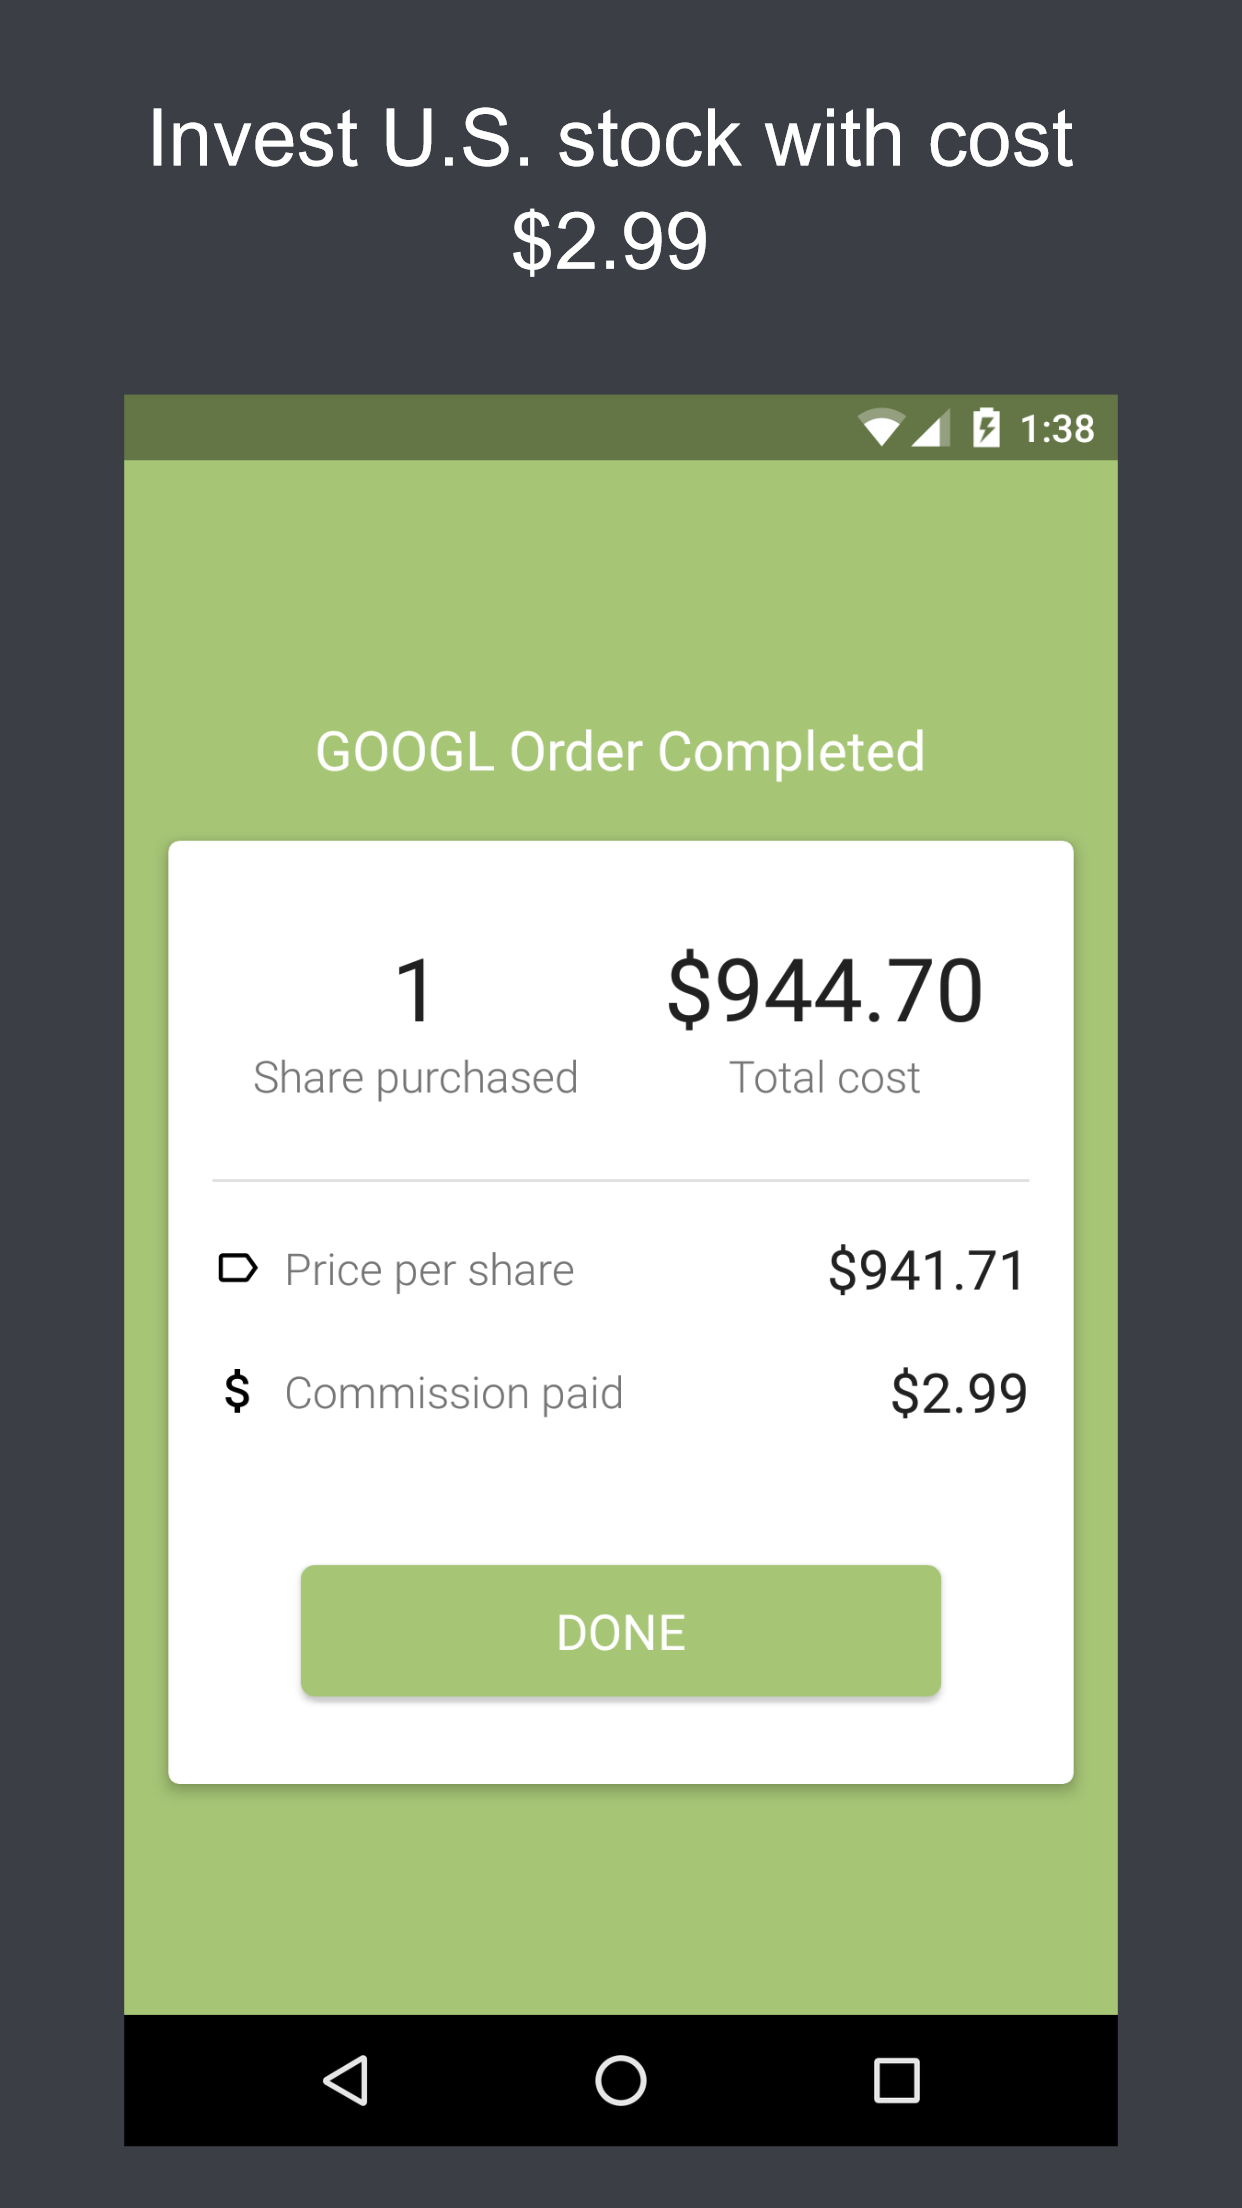 Invest U.S. stock with cost
$2.99
1:38
GOOGL Order Completed
1 $944.70
Share purchased Total cost
Price per share $941.71
$ Commission paid $2.99
DONE